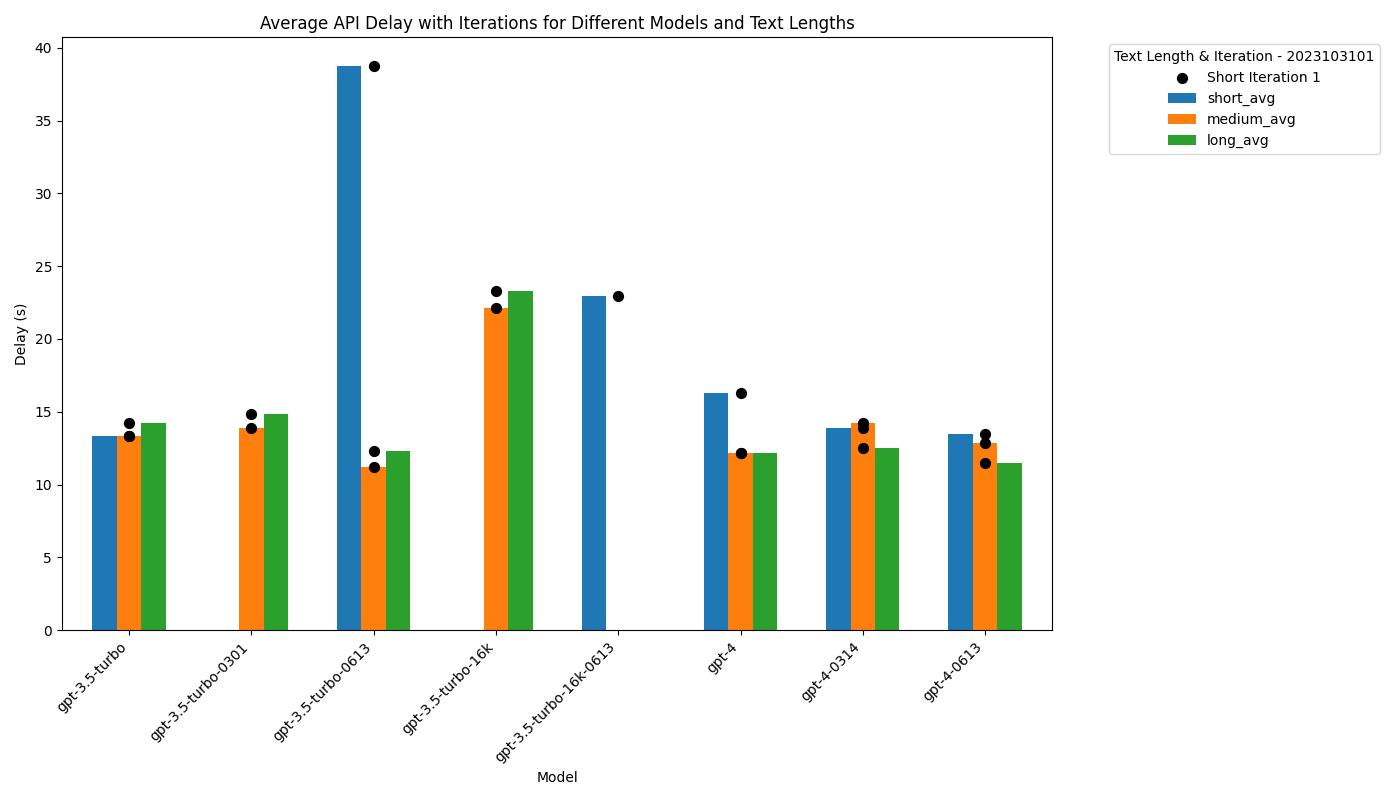 Average API Delay with Iterations for Different Models and Text Lengths
Text Length & Iteration - 2023103101
Short Iteration 1
short_avg
medium_avg
long_avg
Delay (s)
40
35
30
25
20
15
10
5
0
gpt-3.5-turbo
gpt-3.5-turbo-0301
gpt-3.5-turbo-0613
gpt-3.5-turbo-16k
gpt-3.5-turbo-16k-0613
gpt-4
gpt-4-0314
gpt-4-0613
Model